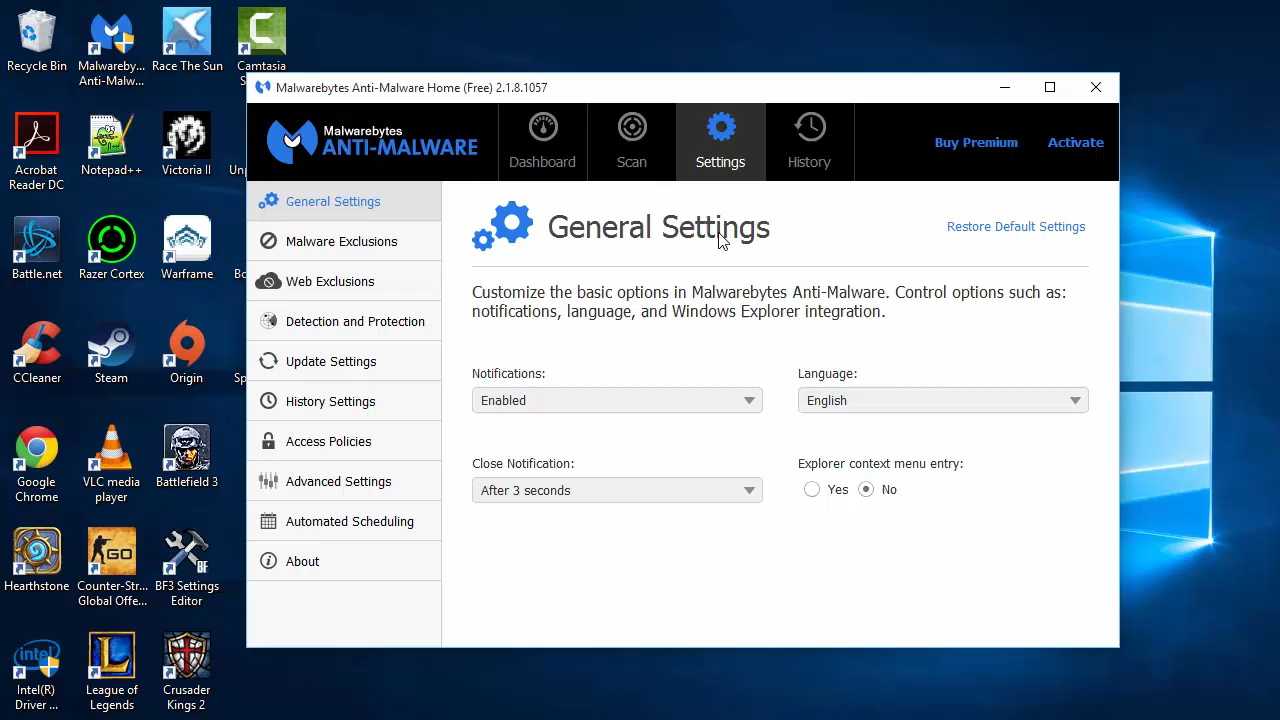 Recycle Bin
Malwareby...
Anti-Malw...
Race The Sun
Camtasia
S
Acrobat
Reader DC
Notepad++
Victoria II
Unp
Battle.net
Razer Cortex
Warframe
Bo
CCleaner
Steam
Origin
Sp
Google
Chrome
VLC media
player
Battlefield 3
Hearthstone
GO
Counter-Str...
Global Offe...
BF
BF3 Settings
Editor
intel
Intel(R)
Driver ...
L
League of
Legends
Crusader
Kings 2
Malwarebytes Anti-Malware Home (Free) 2.1.8.1057
Malwarebytes
ANTI-MALWARE
Dashboard
Scan
Settings
History
Buy Premium
Activate
General Settings
Malware Exclusions
Web Exclusions
Detection and Protection
Update Settings
History Settings
Access Policies
Advanced Settings
Automated Scheduling
About
General Settings
Restore Default Settings
Customize the basic options in Malwarebytes Anti-Malware. Control options such as:
notifications, language, and Windows Explorer integration.
Notifications:
Enabled
Language:
English
Close Notification:
After 3 seconds
Explorer context menu entry:
Yes
No